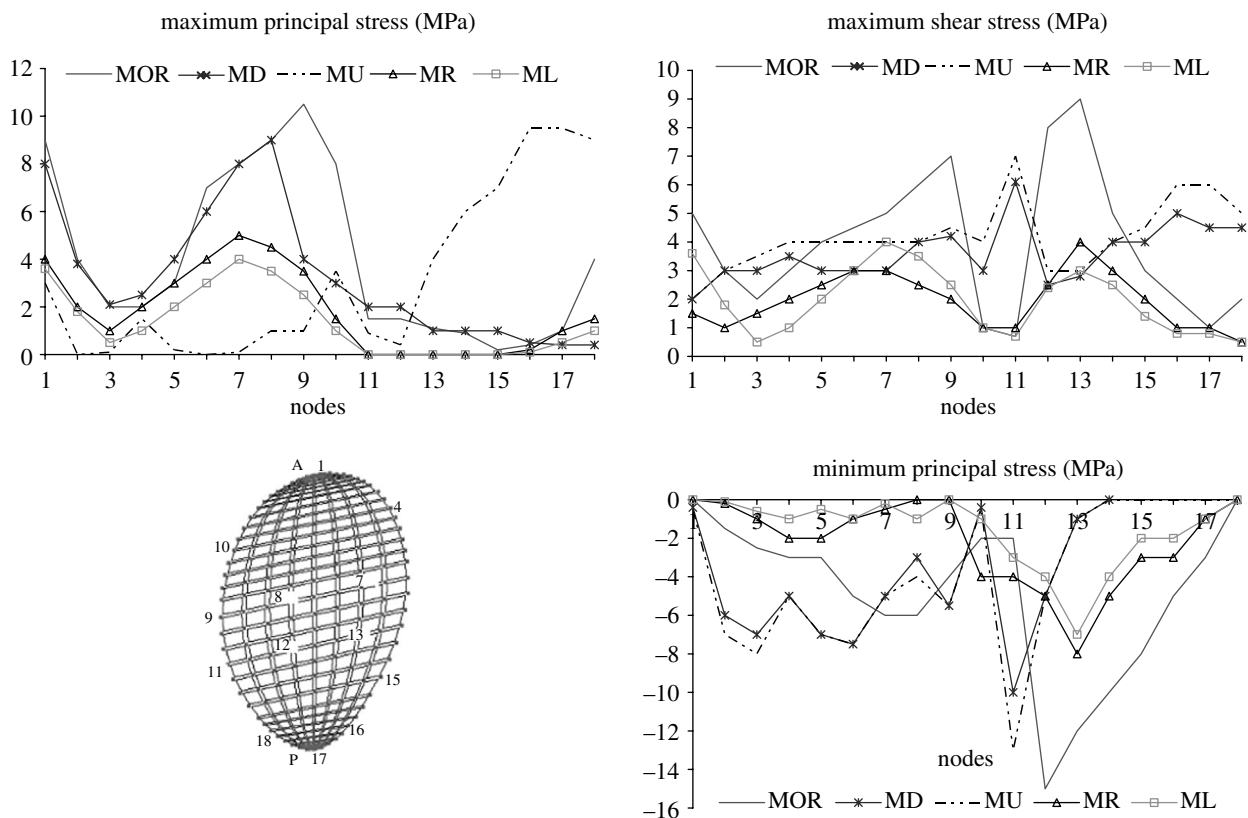 maximum principal stress (MPa)
12
10
8
6
4
2
0
MOR MD MU MR ML
1 3 5 7 9 11 13 15 17
nodes
maximum shear stress (MPa)
10
9
8
7
6
5
4
3
2
1
0
MOR MD MU MR ML
1 3 5 7 9 11 13 15 17
nodes
A 1
4
10
7
8
9
13
12
11
15
16
18
P 17
minimum principal stress (MPa)
0
−2
−4
−6
−8
−10
−12
−14
−16
1 3 5 7 9 11 13 15 17
nodes
MOR MD MU MR ML